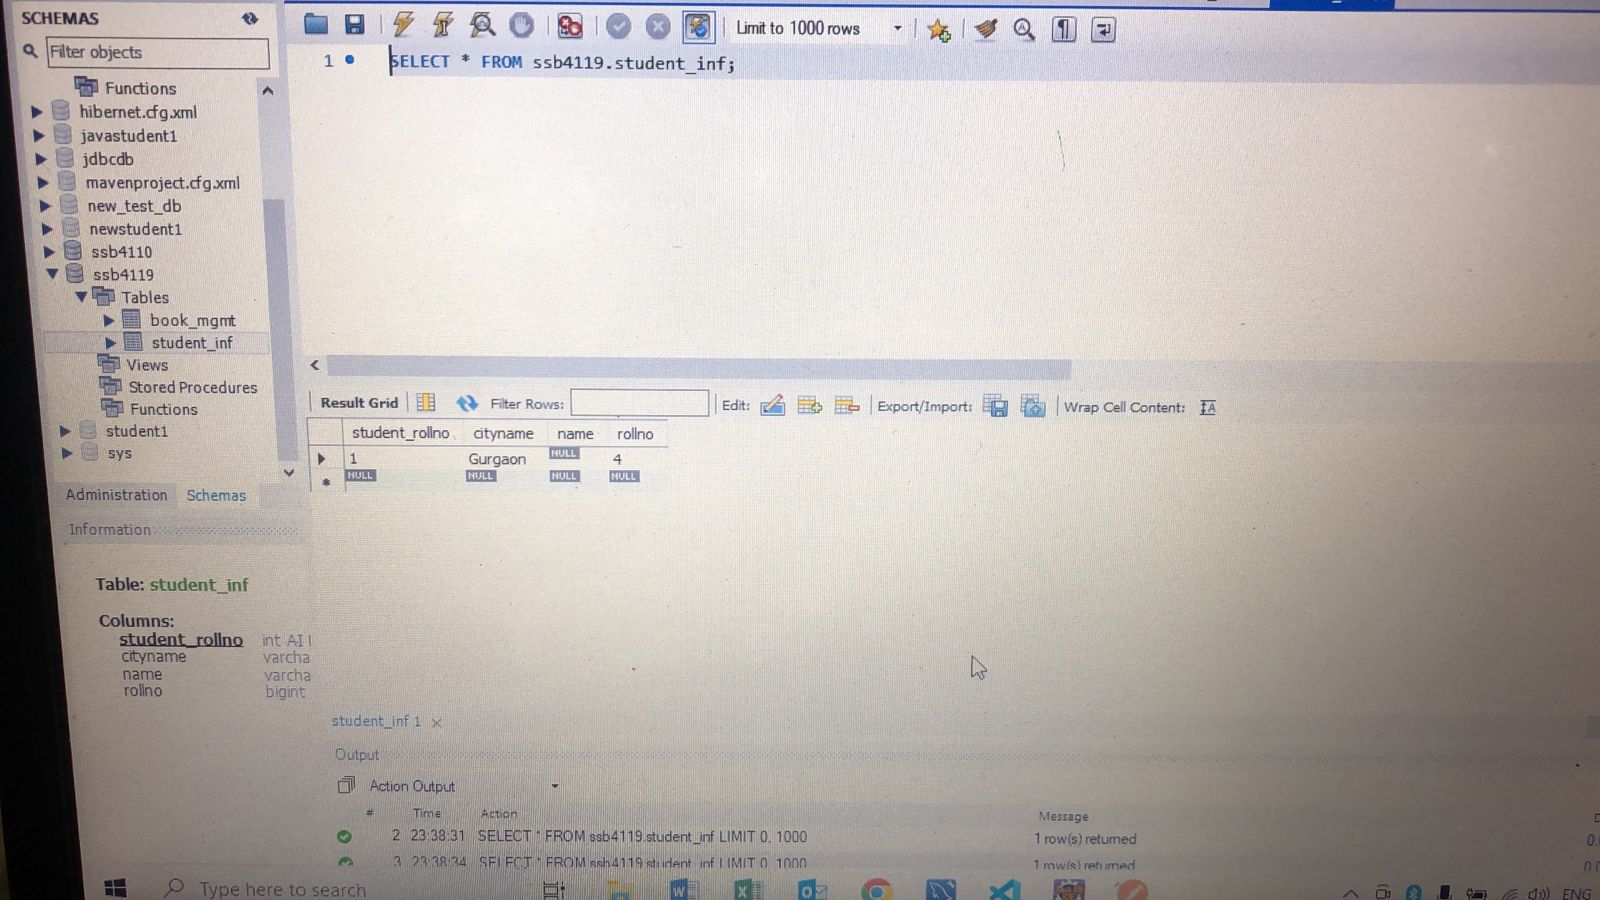 SCHEMAS
Filter objects
Functions
hibernet.cfg.xml
javastudent1
jdbcdb
mavenproject.cfg.xml
new_test_db
newstudent1
ssb4110
ssb4119
Tables
book_mgmt
student_inf
Views
Stored Procedures
Functions
student1
sys
Administration Schemas
Information
Table: student_inf
Columns:
student_rollno int AI
cityname varcha
name varcha
rollno bigint
Limit to 1000 rows
1 SELECT * FROM ssb4119.student_inf;
Result Grid Filter Rows: Edit: Export/Import: Wrap Cell Content:
student_rollno cityname name rollno
1 Gurgaon NULL 4
NULL NULL NULL NULL
student_inf 1
Output
Action Output
# Time Action Message
2 23:38:31 SELECT * FROM ssb4119.student_inf LIMIT 0, 1000 1 row(s) returned
3 23:38:34 SELECT * FROM ssb4119.student_inf LIMIT 0, 1000 1 row(s) returned
Type here to search
ENG